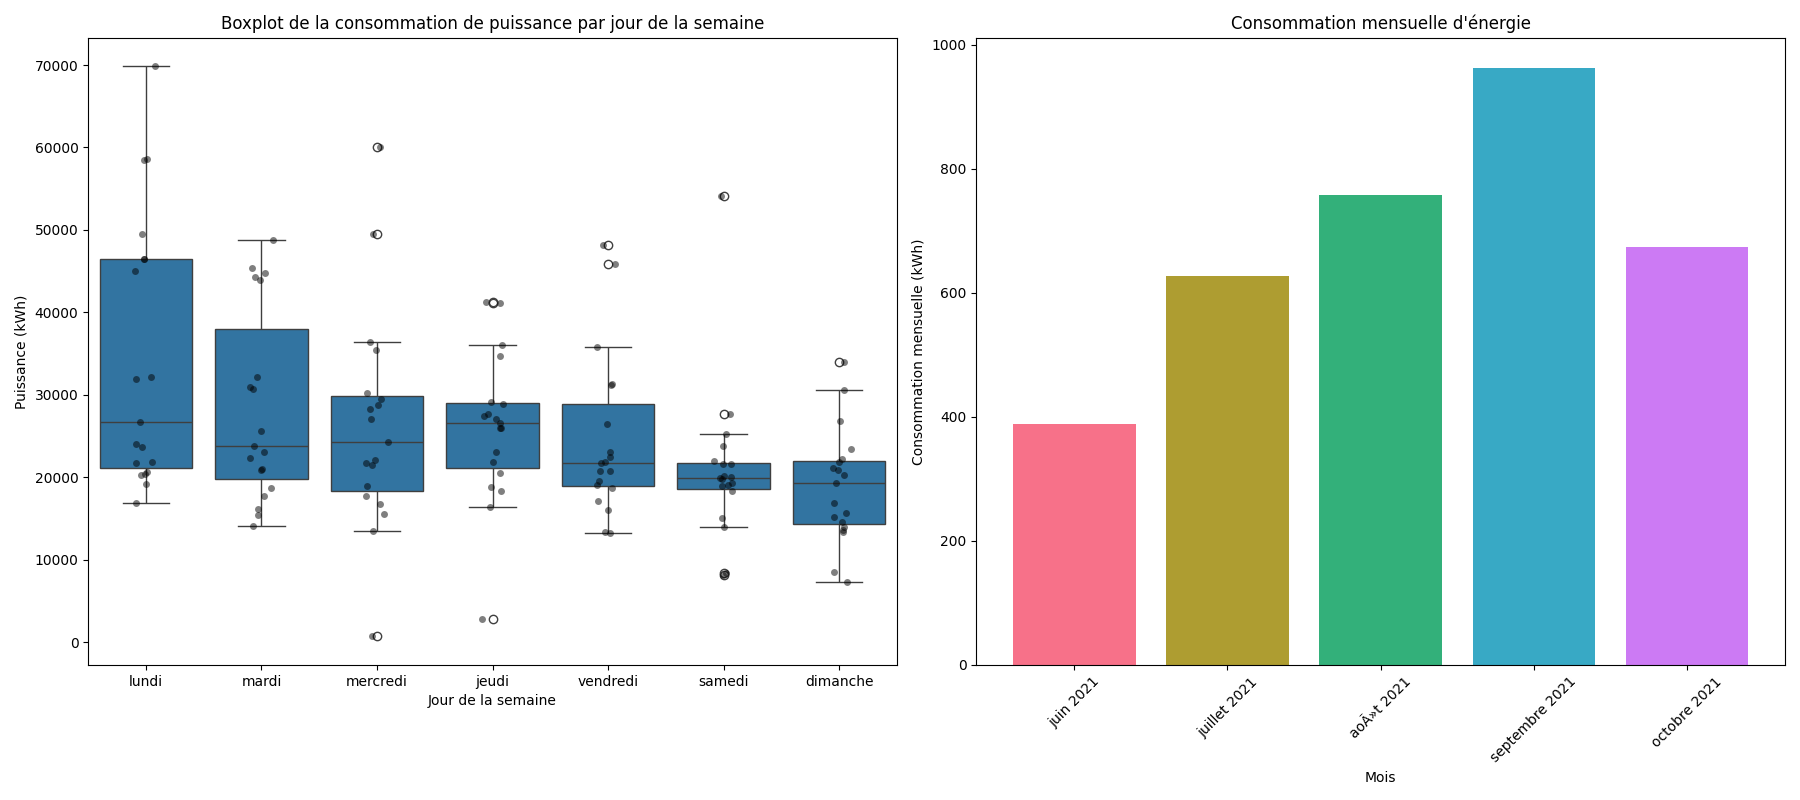 Boxplot de la consommation de puissance par jour de la semaine
Puissance (kWh)
70000
60000
50000
40000
30000
20000
10000
0
lundi mardi mercredi jeudi vendredi samedi dimanche
Jour de la semaine
Consommation mensuelle d'énergie
Consommation mensuelle (kWh)
1000
800
600
400
200
0
juin 2021
juillet 2021
aoÃ»t 2021
septembre 2021
octobre 2021
Mois